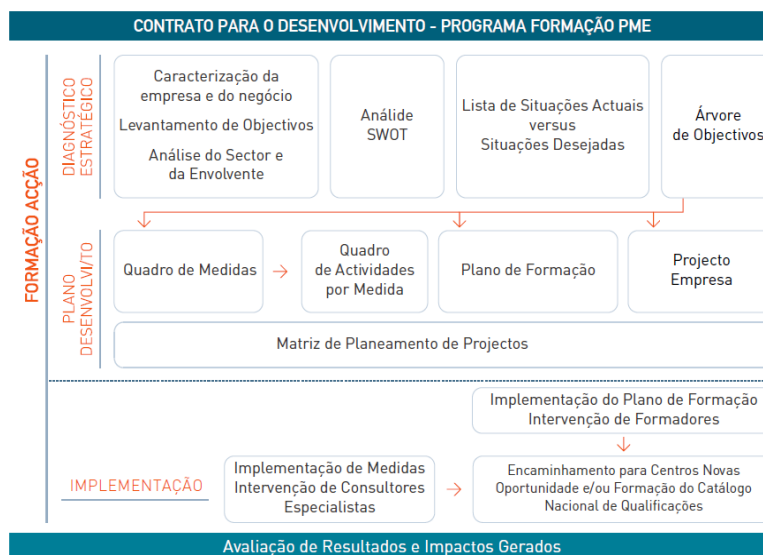 CONTRATO PARA O DESENVOLVIMENTO - PROGRAMA FORMAÇÃO PME
FORMAÇÃO ACÇÃO
DIAGNÓSTICO
ESTRATÉGICO
Caracterização da
empresa e do negócio
Levantamento de Objectivos
Análise do Sector e
da Envolvente
Análide
SWOT
Lista de Situações Actuais
versus
Situações Desejadas
Árvore
de Objectivos
PLANO
DESENVOLVI/TO
Quadro de Medidas
Quadro
de Actividades
por Medida
Plano de Formação
Projecto
Empresa
Matriz de Planeamento de Projectos
Implementação do Plano de Formação
Intervenção de Formadores
IMPLEMENTAÇÃO
Implementação de Medidas
Intervenção de Consultores
Especialistas
Encaminhamento para Centros Novas
Oportunidade e/ou Formação do Catálogo
Nacional de Qualificações
Avaliação de Resultados e Impactos Gerados